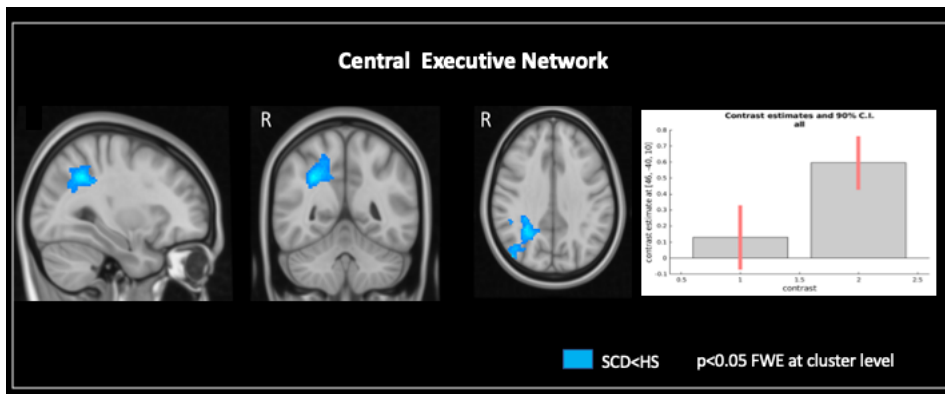 Central Executive Network
R
R
Contrast estimates and 90% C.I.
all
contrast estimate at [46, -40, 10]
0.8
0.7
0.6
0.5
0.4
0.3
0.2
0.1
0
-0.1
0.5
1
1.5
2
2.5
contrast
SCD<HS
p<0.05 FWE at cluster level